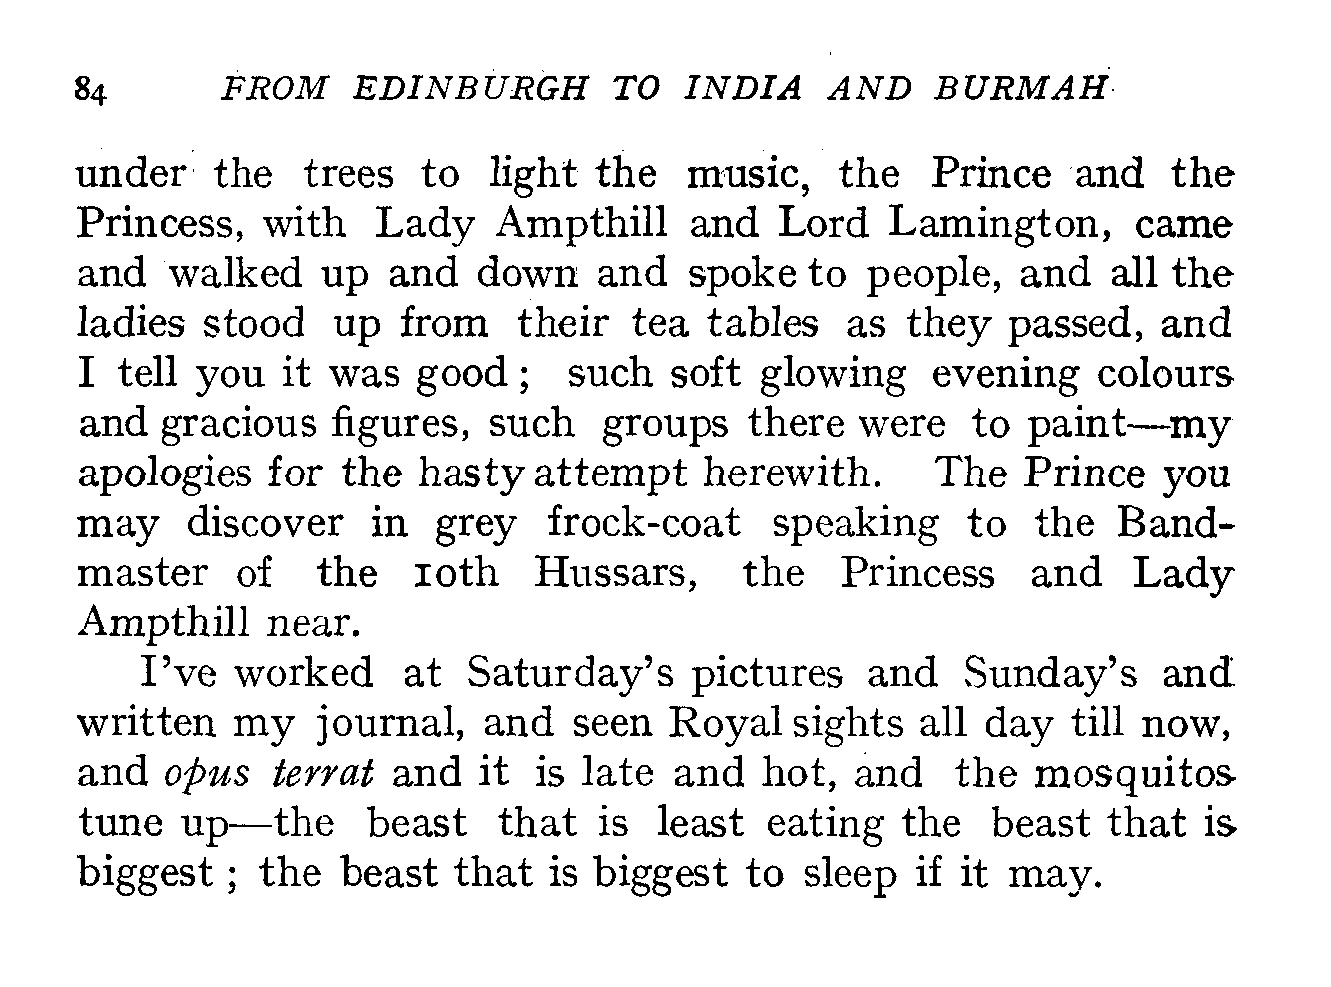 84 FROM EDINBURGH TO INDIA AND BURMAH
under the trees to light the music, the Prince and the
Princess, with Lady Ampthill and Lord Lamington, came
and walked up and down and spoke to people, and all the
ladies stood up from their tea tables as they passed, and
I tell you it was good ; such soft glowing evening colours
and gracious figures, such groups there were to paint—my
apologies for the hasty attempt herewith. The Prince you
may discover in grey frock-coat speaking to the Band-
master of the 10th Hussars, the Princess and Lady
Ampthill near.
I've worked at Saturday's pictures and Sunday's and
written my journal, and seen Royal sights all day till now,
and opus terrat and it is late and hot, and the mosquitos
tune up—the beast that is least eating the beast that is
biggest ; the beast that is biggest to sleep if it may.